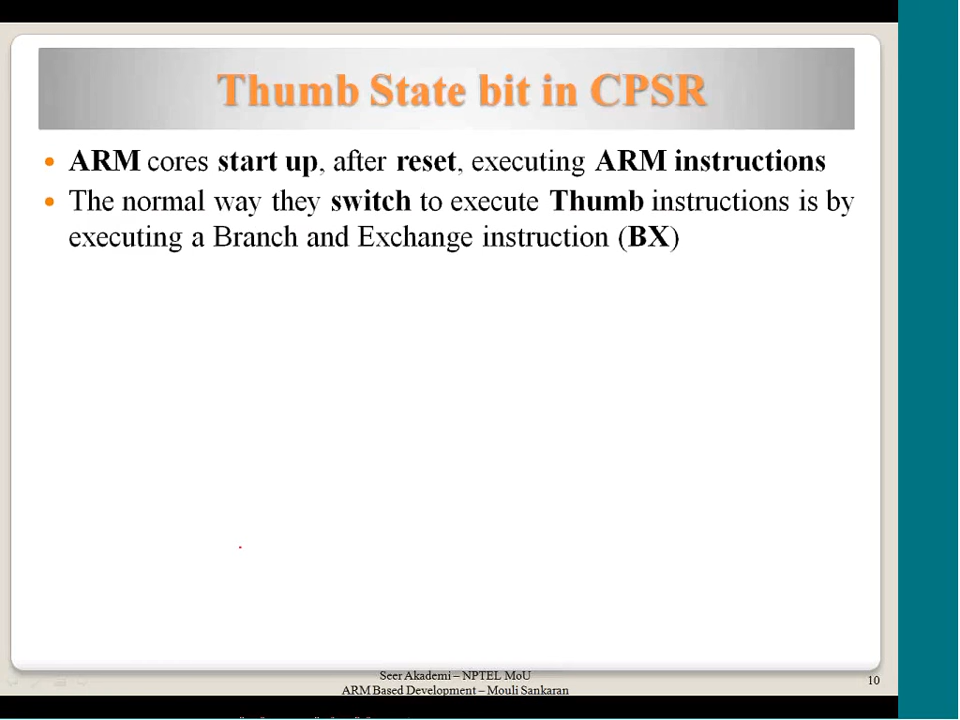 Thumb State bit in CPSR
ARM cores start up, after reset, executing ARM instructions
The normal way they switch to execute Thumb instructions is by
executing a Branch and Exchange instruction (BX)
Seer Akademi – NPTEL MoU
ARM Based Development – Mouli Sankaran
10